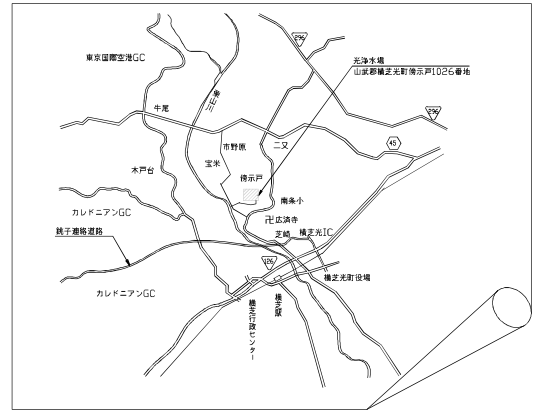 296
光浄水場
東京国際空港GC
山武郡横芝光町傍示戸1026番地
栗山川
牛尾
296
市野原
二又
45
宝米
木戸台
傍示戸
南条小
カレドニアンGC
卍広済寺
銚子連絡道路
芝崎
横芝光IC
126
カレドニアンGC
横芝光町役場
横芝行政センター
横芝駅